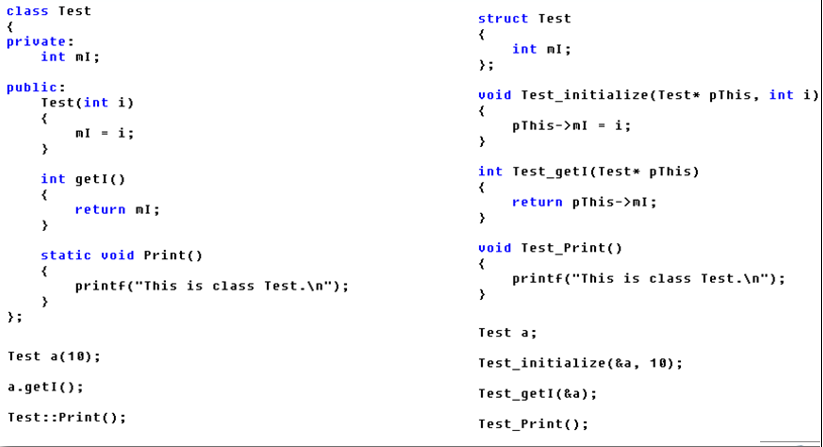 class Test
{
private:
    int mI;

public:
    Test(int i)
    {
        mI = i;
    }

    int getI()
    {
        return mI;
    }

    static void Print()
    {
        printf("This is class Test.\n");
    }
};

Test a(10);

a.getI();

Test::Print();

struct Test
{
    int mI;
};

void Test_initialize(Test* pThis, int i)
{
    pThis->mI = i;
}

int Test_getI(Test* pThis)
{
    return pThis->mI;
}

void Test_Print()
{
    printf("This is class Test.\n");
}

Test a;

Test_initialize(&a, 10);

Test_getI(&a);

Test_Print();